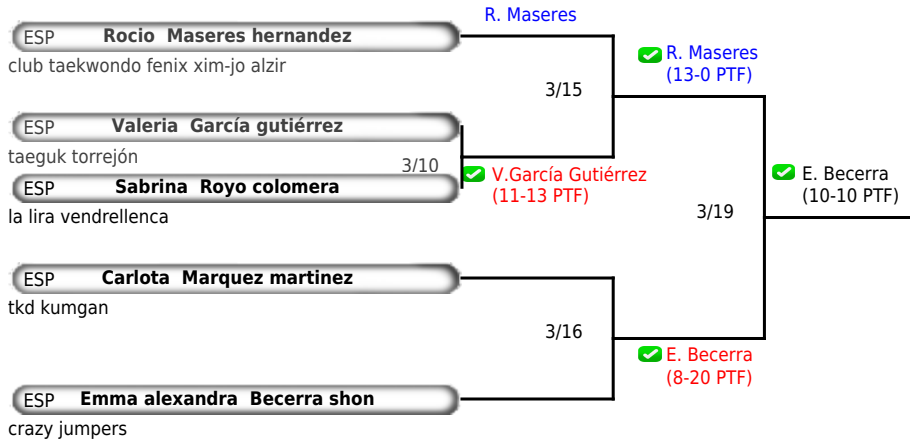 R. Maseres
ESP Rocio Maseres hernandez
club taekwondo fenix xim-jo alzir
R. Maseres
(13-0 PTF)
3/15
ESP Valeria García gutiérrez
taeguk torrejón
3/10
V.García Gutiérrez
(11-13 PTF)
ESP Sabrina Royo colomera
la lira vendrellenca
E. Becerra
(10-10 PTF)
3/19
ESP Carlota Marquez martinez
tkd kumgan
3/16
E. Becerra
(8-20 PTF)
ESP Emma alexandra Becerra shon
crazy jumpers